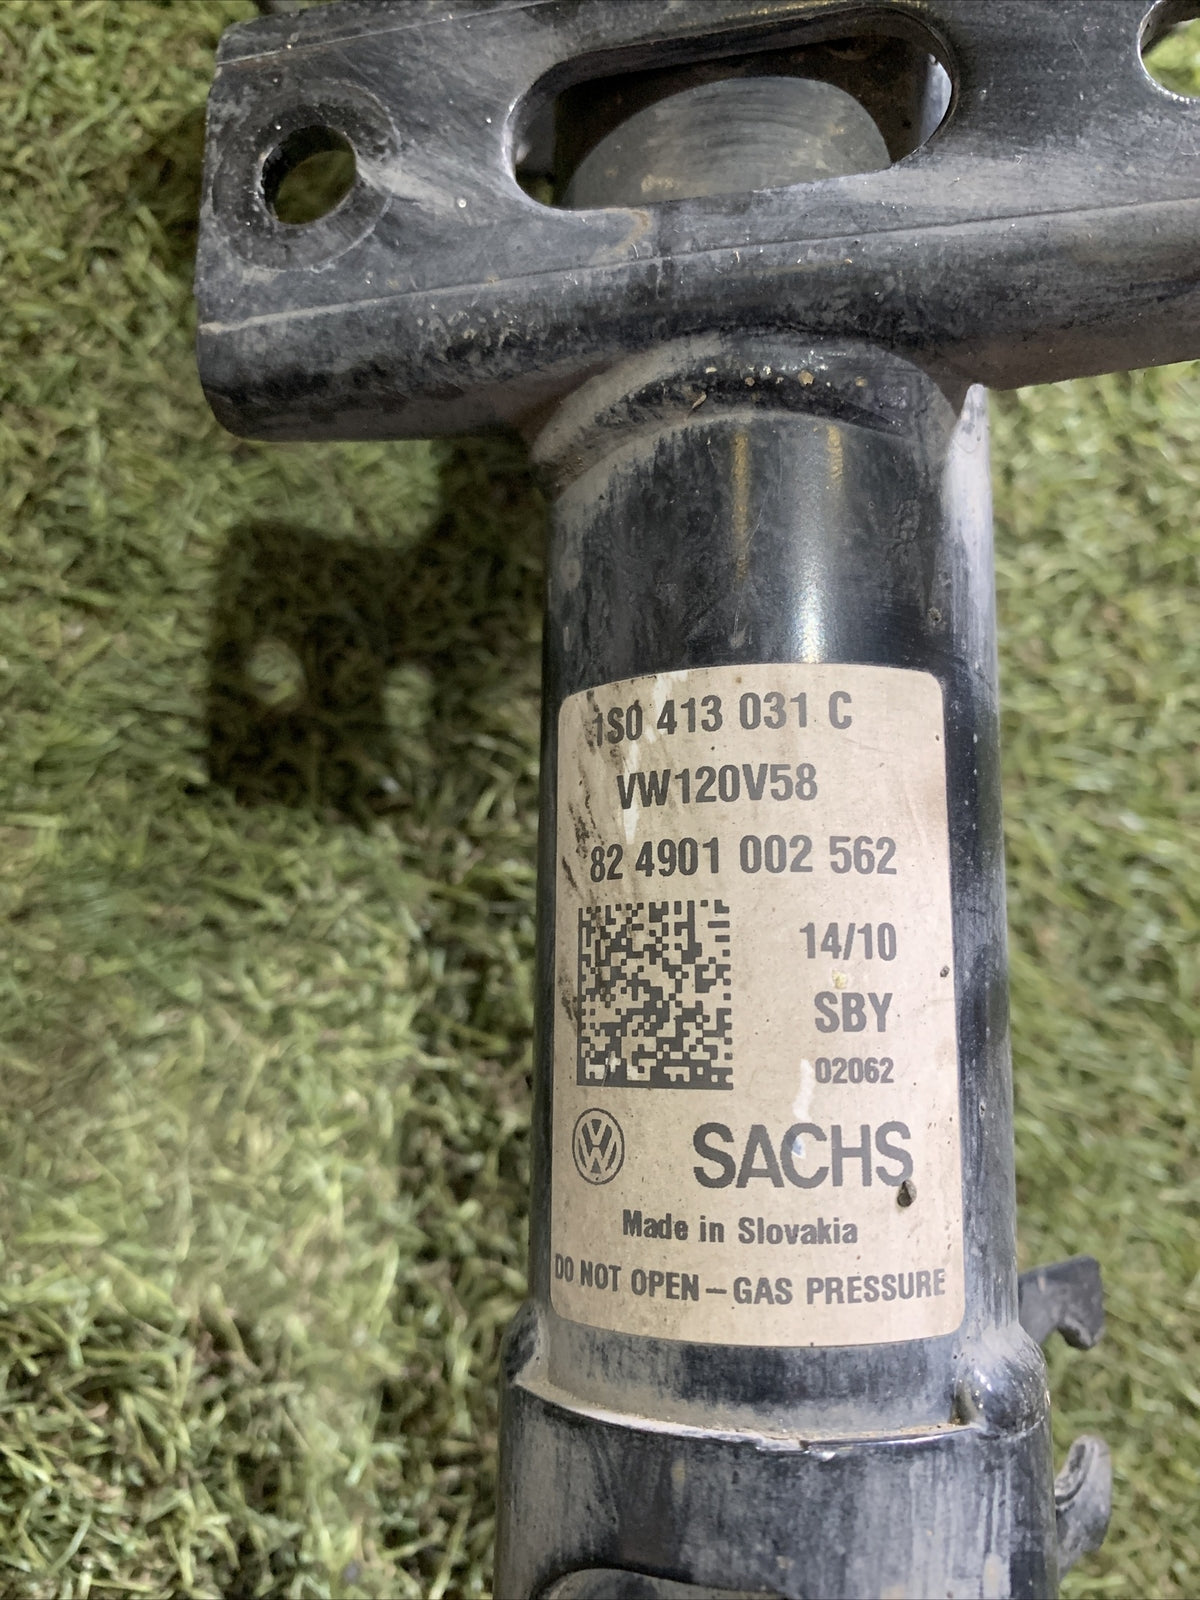 1S0 413 031 C
VW120V58
82 4901 002 562
14/10
SBY
02062
SACHS
Made in Slovakia
DO NOT OPEN – GAS PRESSURE